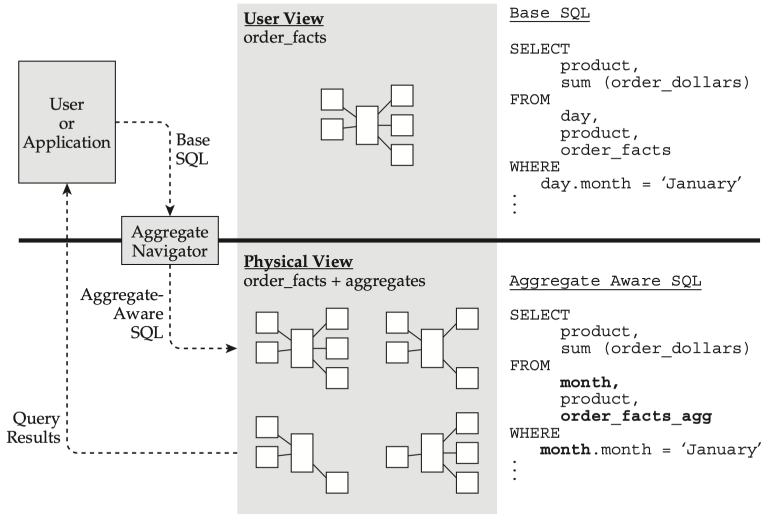 User View
order_facts
User
or
Application
Base
SQL
Aggregate
Navigator
Physical View
order_facts + aggregates
Aggregate-
Aware
SQL
Query
Results
Base SQL
SELECT
product,
sum (order_dollars)
FROM
day,
product,
order_facts
WHERE
day.month = ‘January’
⋮
Aggregate Aware SQL
SELECT
product,
sum (order_dollars)
FROM
month,
product,
order_facts_agg
WHERE
month.month = ‘January’
⋮